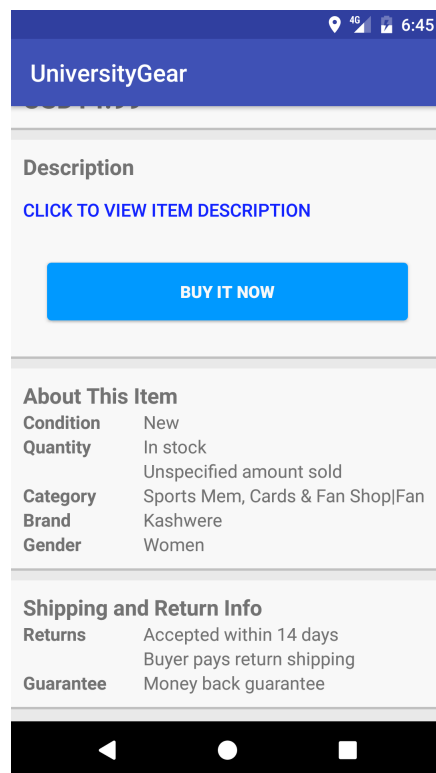 4G 6:45
UniversityGear
Description
CLICK TO VIEW ITEM DESCRIPTION
BUY IT NOW
About This Item
Condition New
Quantity In stock
Unspecified amount sold
Category Sports Mem, Cards & Fan Shop|Fan
Brand Kashwere
Gender Women
Shipping and Return Info
Returns Accepted within 14 days
Buyer pays return shipping
Guarantee Money back guarantee